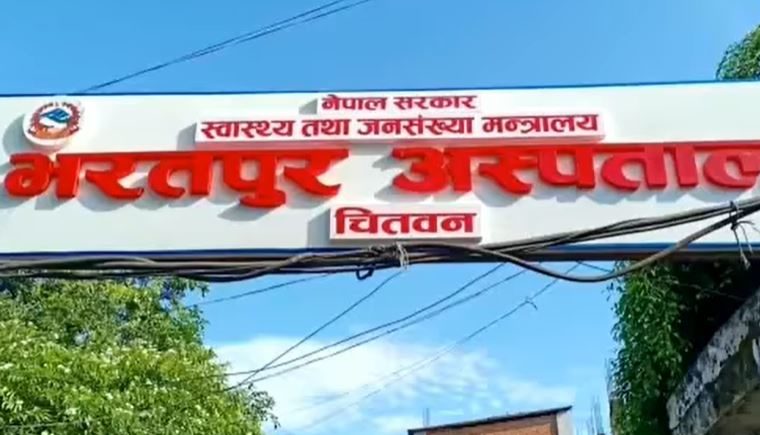 नेपाल सरकार
स्वास्थ्य तथा जनसंख्या मन्त्रालय
भरतपुर अस्पताल
चितवन